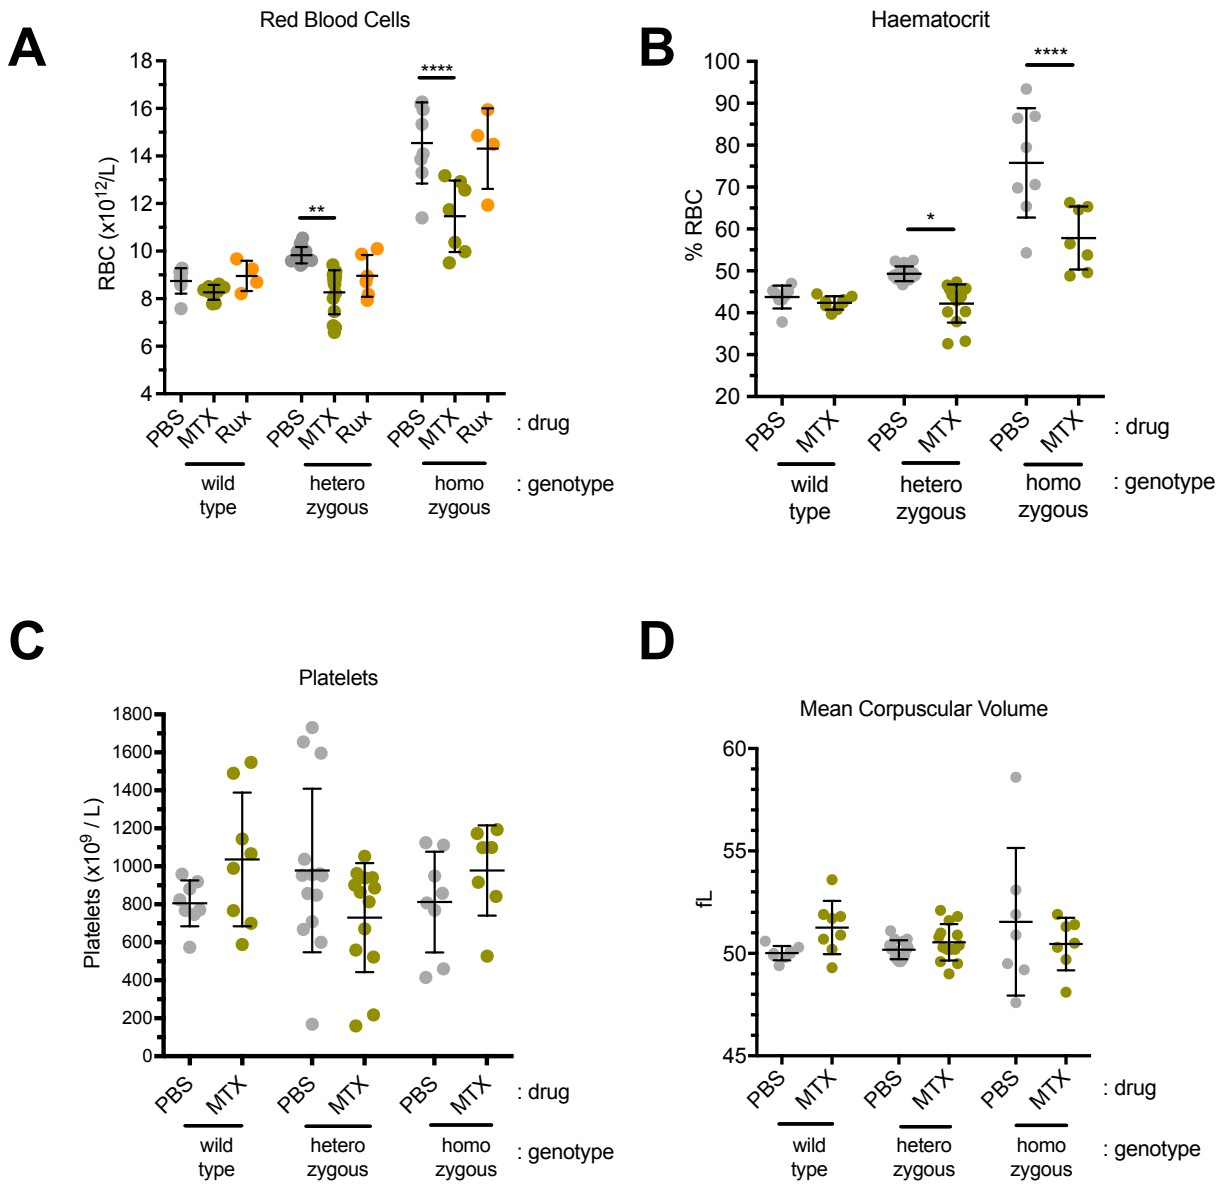 A
Red Blood Cells
RBC (x10¹²/L)
18
16
14
12
10
8
6
4
**
****
PBS MTX Rux PBS MTX Rux PBS MTX Rux : drug
wild type
hetero zygous
homo zygous
: genotype
B
Haematocrit
% RBC
100
90
80
70
60
50
40
30
20
*
****
PBS MTX PBS MTX PBS MTX : drug
wild type
hetero zygous
homo zygous
: genotype
C
Platelets
Platelets (x10⁹ / L)
1800
1600
1400
1200
1000
800
600
400
200
0
PBS MTX PBS MTX PBS MTX : drug
wild type
hetero zygous
homo zygous
: genotype
D
Mean Corpuscular Volume
fL
60
55
50
45
PBS MTX PBS MTX PBS MTX : drug
wild type
hetero zygous
homo zygous
: genotype